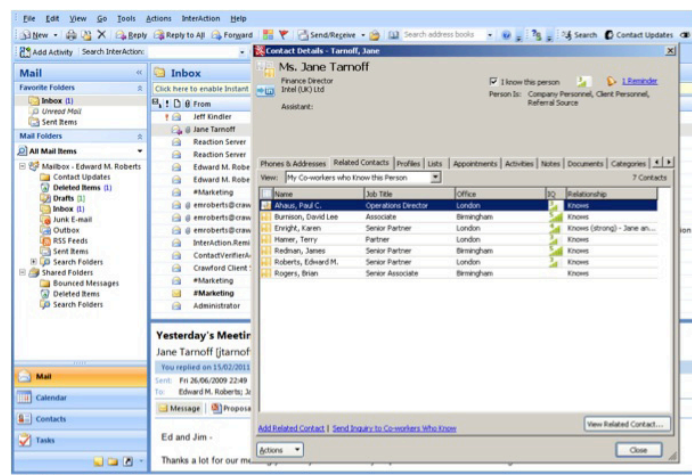 File Edit View Go Tools Actions InterAction Help
New Reply Reply to All Forward Send/Receive Search address books Search Contact Updates
Add Activity Search InterAction:
Mail
Favorite Folders
Inbox (1)
Unread Mail
Sent Items
Mail Folders
All Mail Items
Mailbox - Edward M. Roberts
Contact Updates
Deleted Items (1)
Drafts (1)
Inbox (1)
Junk E-mail
Outbox
RSS Feeds
Sent Items
Search Folders
Shared Folders
Bounced Messages
Deleted Items
Search Folders
Mail
Calendar
Contacts
Tasks
Inbox
Click here to enable Instant
From
Jeff Kindler
Jane Tarnoff
Reaction Server
Reaction Server
Edward M. Robe
Edward M. Robe
#Marketing
emroberts@craw
emroberts@craw
InterAction.Remi
ContactVerifierA
Crawford Client
#Marketing
#Marketing
Administrator
Yesterday's Meetin
Jane Tarnoff [jtarnof
You replied on 15/02/2011
Sent: Fri 26/06/2009 22:49
To: Edward M. Roberts; Ja
Message Proposa
Ed and Jim -
Thanks a lot for our me
Contact Details - Tarnoff, Jane
Ms. Jane Tarnoff
Finance Director
Intel (UK) Ltd
Assistant:
I know this person
1 Reminder
Person Is: Company Personnel, Client Personnel,
Referral Source
Phones & Addresses Related Contacts Profiles Lists Appointments Activities Notes Documents Categories
View: My Co-workers who Know this Person 7 Contacts
Name Job Title Office IQ Relationship
Ahaus, Paul C. Operations Director London Knows
Burnison, David Lee Associate Birmingham Knows
Enright, Karen Senior Partner London Knows (strong) - Jane an...
Hamer, Terry Partner London Knows
Redman, James Senior Partner Birmingham Knows
Roberts, Edward M. Senior Partner London Knows
Rogers, Brian Senior Associate Birmingham Knows
Add Related Contact | Send Inquiry to Co-workers Who Know
View Related Contact...
Actions
Close